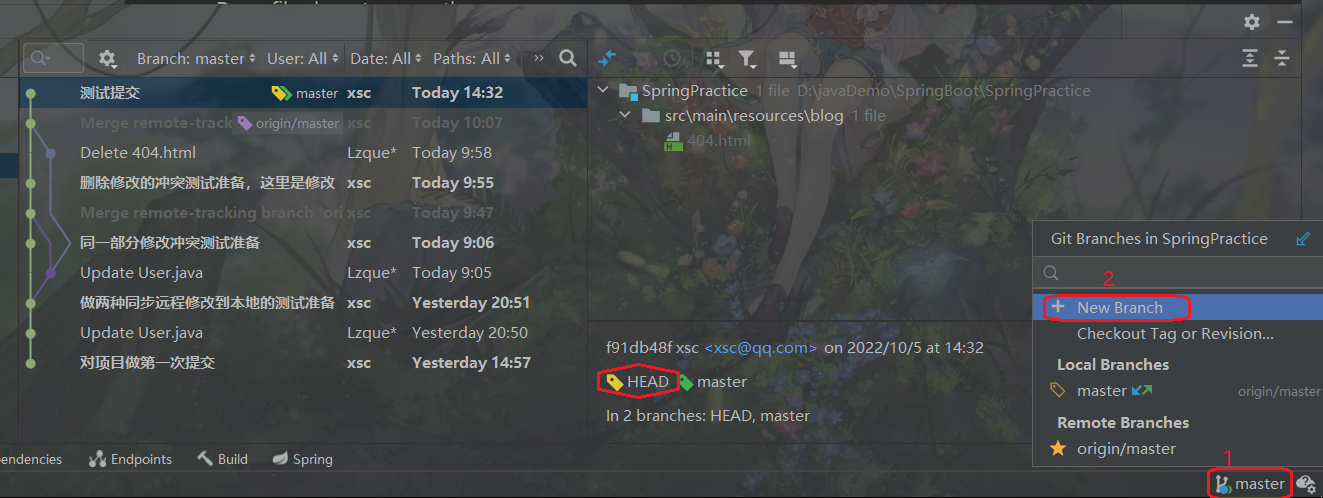 Branch: master User: All Date: All Paths: All »
测试提交 master xsc Today 14:32
Merge remote-track origin/master xsc Today 10:07
Delete 404.html Lzque* Today 9:58
删除修改的冲突测试准备，这里是修改 xsc Today 9:55
Merge remote-tracking branch 'ori xsc Today 9:47
同一部分修改冲突测试准备 xsc Today 9:06
Update User.java Lzque* Today 9:05
做两种同步远程修改到本地的测试准备 xsc Yesterday 20:51
Update User.java Lzque* Yesterday 20:50
对项目做第一次提交 xsc Yesterday 14:57
SpringPractice 1 file D:\javaDemo\SpringBoot\SpringPractice
src\main\resources\blog 1 file
H 404.html
f91db48f xsc <xsc@qq.com> on 2022/10/5 at 14:32
HEAD master
In 2 branches: HEAD, master
Git Branches in SpringPractice
2
+ New Branch
Checkout Tag or Revision...
Local Branches
master origin/master
Remote Branches
origin/master
endencies Endpoints Build Spring
1
master